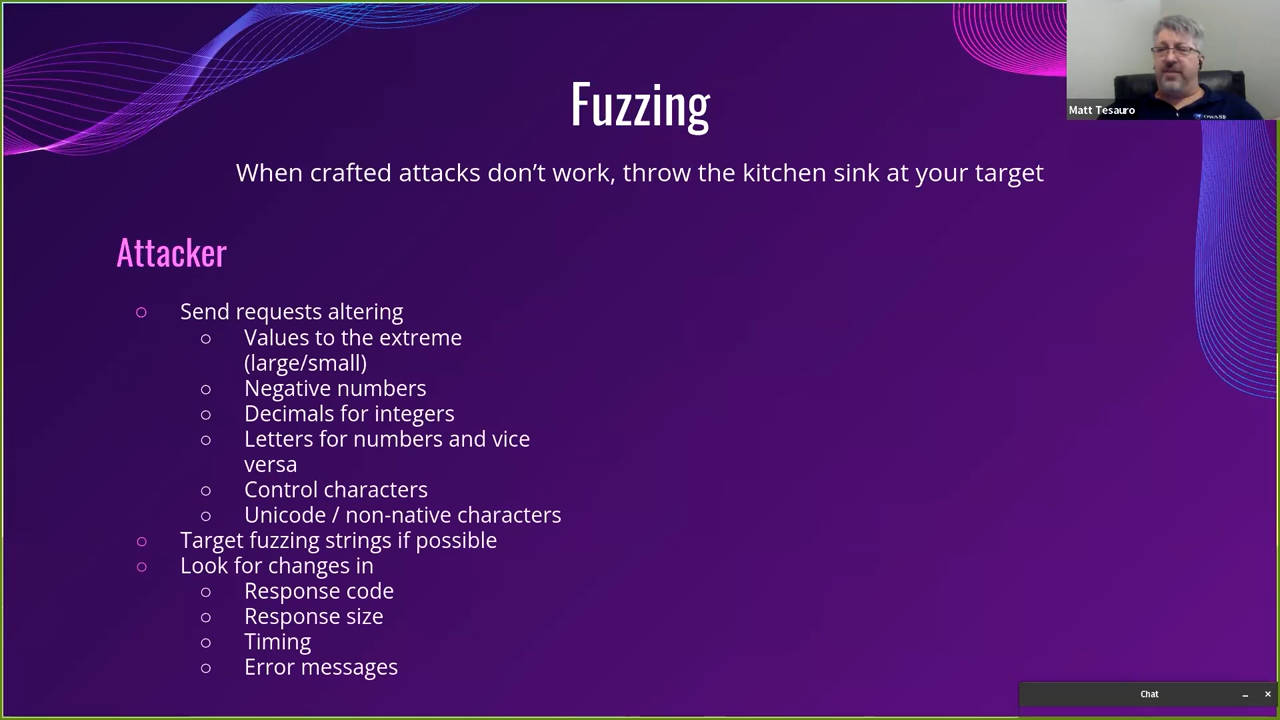 Fuzzing
When crafted attacks don’t work, throw the kitchen sink at your target
Attacker
Send requests altering
Values to the extreme
(large/small)
Negative numbers
Decimals for integers
Letters for numbers and vice
versa
Control characters
Unicode / non-native characters
Target fuzzing strings if possible
Look for changes in
Response code
Response size
Timing
Error messages
Matt Tesauro
OWASP
Chat